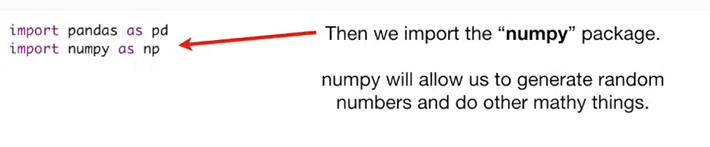 import pandas as pd
import numpy as np
Then we import the “numpy” package.
numpy will allow us to generate random
numbers and do other mathy things.